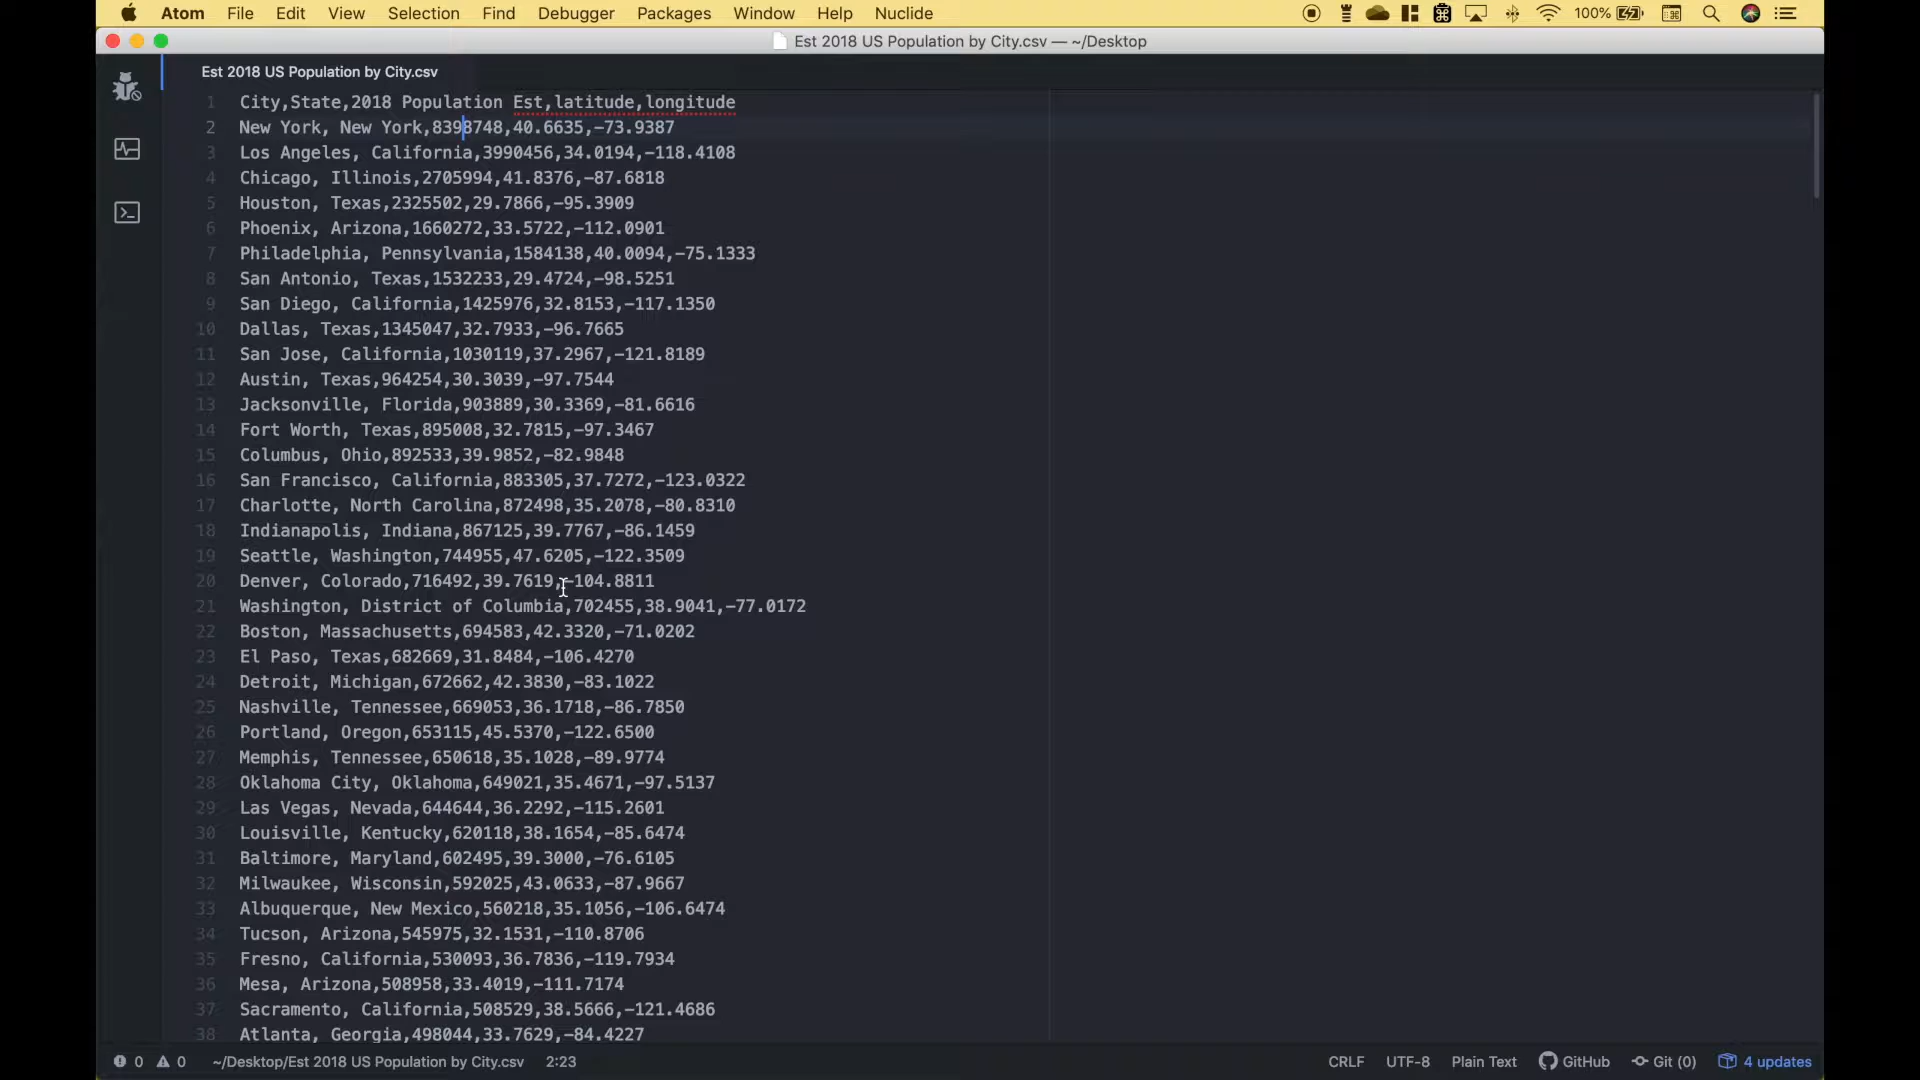 Atom File Edit View Selection Find Debugger Packages Window Help Nuclide 100%
Est 2018 US Population by City.csv — ~/Desktop
Est 2018 US Population by City.csv
1 City,State,2018 Population Est,latitude,longitude
2 New York, New York,8398748,40.6635,-73.9387
3 Los Angeles, California,3990456,34.0194,-118.4108
4 Chicago, Illinois,2705994,41.8376,-87.6818
5 Houston, Texas,2325502,29.7866,-95.3909
6 Phoenix, Arizona,1660272,33.5722,-112.0901
7 Philadelphia, Pennsylvania,1584138,40.0094,-75.1333
8 San Antonio, Texas,1532233,29.4724,-98.5251
9 San Diego, California,1425976,32.8153,-117.1350
10 Dallas, Texas,1345047,32.7933,-96.7665
11 San Jose, California,1030119,37.2967,-121.8189
12 Austin, Texas,964254,30.3039,-97.7544
13 Jacksonville, Florida,903889,30.3369,-81.6616
14 Fort Worth, Texas,895008,32.7815,-97.3467
15 Columbus, Ohio,892533,39.9852,-82.9848
16 San Francisco, California,883305,37.7272,-123.0322
17 Charlotte, North Carolina,872498,35.2078,-80.8310
18 Indianapolis, Indiana,867125,39.7767,-86.1459
19 Seattle, Washington,744955,47.6205,-122.3509
20 Denver, Colorado,716492,39.7619,-104.8811
21 Washington, District of Columbia,702455,38.9041,-77.0172
22 Boston, Massachusetts,694583,42.3320,-71.0202
23 El Paso, Texas,682669,31.8484,-106.4270
24 Detroit, Michigan,672662,42.3830,-83.1022
25 Nashville, Tennessee,669053,36.1718,-86.7850
26 Portland, Oregon,653115,45.5370,-122.6500
27 Memphis, Tennessee,650618,35.1028,-89.9774
28 Oklahoma City, Oklahoma,649021,35.4671,-97.5137
29 Las Vegas, Nevada,644644,36.2292,-115.2601
30 Louisville, Kentucky,620118,38.1654,-85.6474
31 Baltimore, Maryland,602495,39.3000,-76.6105
32 Milwaukee, Wisconsin,592025,43.0633,-87.9667
33 Albuquerque, New Mexico,560218,35.1056,-106.6474
34 Tucson, Arizona,545975,32.1531,-110.8706
35 Fresno, California,530093,36.7836,-119.7934
36 Mesa, Arizona,508958,33.4019,-111.7174
37 Sacramento, California,508529,38.5666,-121.4686
38 Atlanta, Georgia,498044,33.7629,-84.4227
0 0 ~/Desktop/Est 2018 US Population by City.csv 2:23 CRLF UTF-8 Plain Text GitHub Git (0) 4 updates